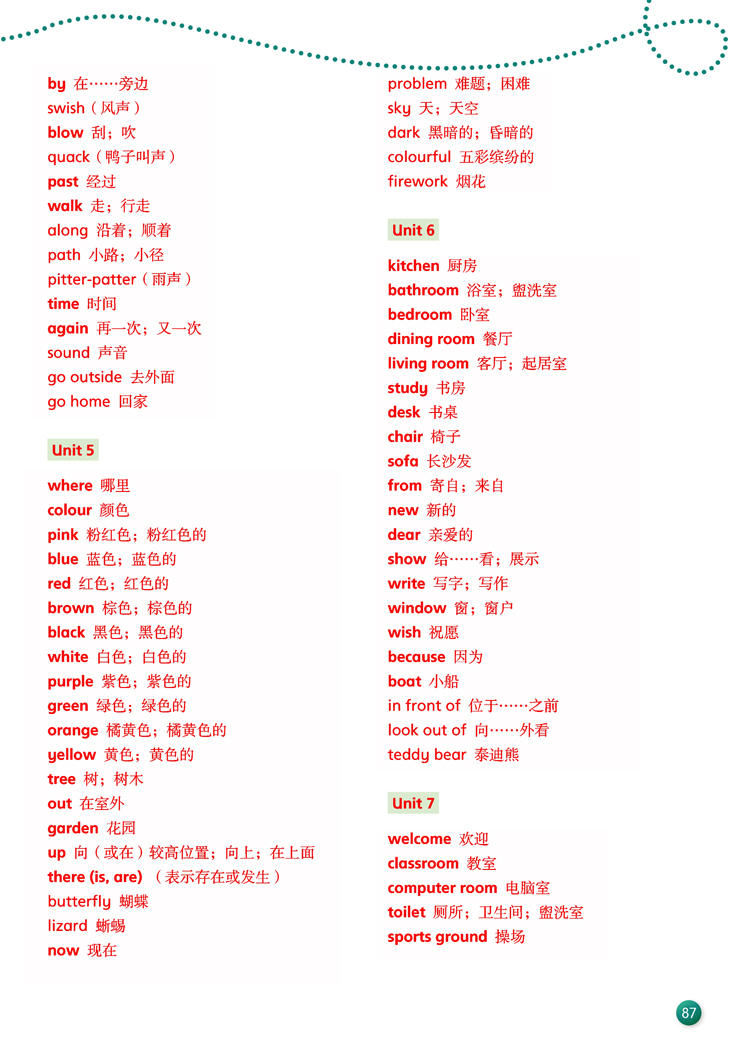 by 在……旁边
swish（风声）
blow 刮；吹
quack（鸭子叫声）
past 经过
walk 走；行走
along 沿着；顺着
path 小路；小径
pitter-patter（雨声）
time 时间
again 再一次；又一次
sound 声音
go outside 去外面
go home 回家
Unit 5
where 哪里
colour 颜色
pink 粉红色；粉红色的
blue 蓝色；蓝色的
red 红色；红色的
brown 棕色；棕色的
black 黑色；黑色的
white 白色；白色的
purple 紫色；紫色的
green 绿色；绿色的
orange 橘黄色；橘黄色的
yellow 黄色；黄色的
tree 树；树木
out 在室外
garden 花园
up 向（或在）较高位置；向上；在上面
there (is, are) （表示存在或发生）
butterfly 蝴蝶
lizard 蜥蜴
now 现在
problem 难题；困难
sky 天；天空
dark 黑暗的；昏暗的
colourful 五彩缤纷的
firework 烟花
Unit 6
kitchen 厨房
bathroom 浴室；盥洗室
bedroom 卧室
dining room 餐厅
living room 客厅；起居室
study 书房
desk 书桌
chair 椅子
sofa 长沙发
from 寄自；来自
new 新的
dear 亲爱的
show 给……看；展示
write 写字；写作
window 窗；窗户
wish 祝愿
because 因为
boat 小船
in front of 位于……之前
look out of 向……外看
teddy bear 泰迪熊
Unit 7
welcome 欢迎
classroom 教室
computer room 电脑室
toilet 厕所；卫生间；盥洗室
sports ground 操场
87